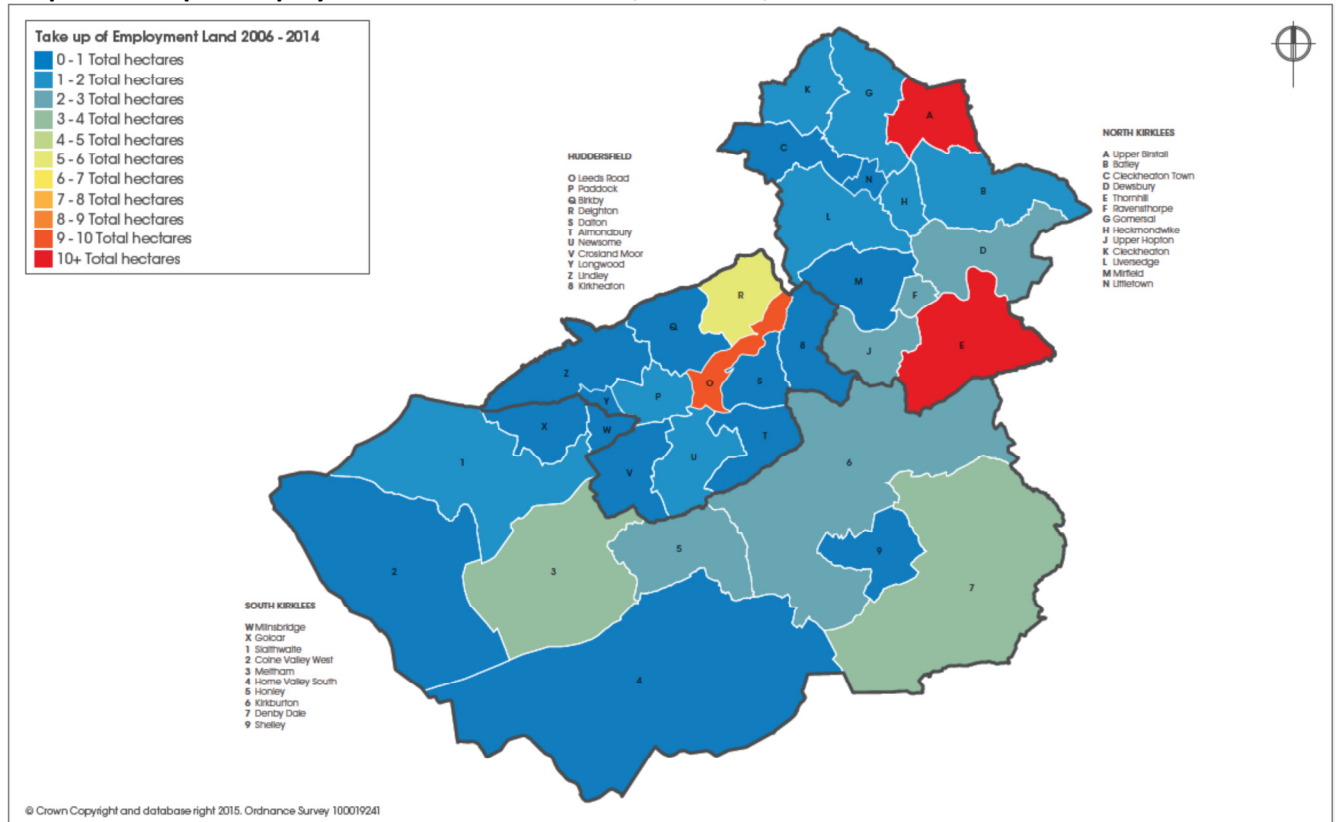 Take up of Employment Land 2006 - 2014
0 - 1 Total hectares
1 - 2 Total hectares
2 - 3 Total hectares
3 - 4 Total hectares
4 - 5 Total hectares
5 - 6 Total hectares
6 - 7 Total hectares
7 - 8 Total hectares
8 - 9 Total hectares
9 - 10 Total hectares
10+ Total hectares
HUDDERSFIELD
O Leeds Road
P Paddock
Q Birkby
R Deighton
S Dalton
T Almondbury
U Newsome
V Crosland Moor
Y Longwood
Z Lindley
8 Kirkheaton
NORTH KIRKLEES
A Upper Birstall
B Batley
C Cleckheaton Town
D Dewsbury
E Thornhill
F Ravensthorpe
G Gomersal
H Heckmondwike
J Upper Hopton
K Cleckheaton
L Liversedge
M Mirfield
N Littletown
SOUTH KIRKLEES
W Milnsbridge
X Golcar
1 Slaithwaite
2 Colne Valley West
3 Meltham
4 Holme Valley South
5 Honley
6 Kirkburton
7 Denby Dale
9 Shelley
K
G
A
C
N
H
B
L
D
M
F
R
Q
8
J
E
Z
O
S
Y
P
X
W
T
U
V
1
6
5
9
2
3
7
4
© Crown Copyright and database right 2015. Ordnance Survey 100019241